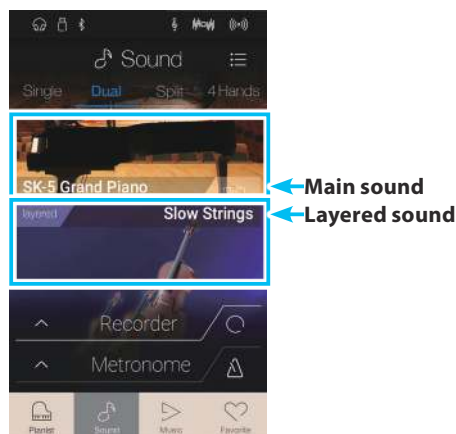 Sound
Single Dual Split 4 Hands
SK-5 Grand Piano
Main sound
layered Slow Strings
Layered sound
Recorder
Metronome
Pianist Sound Music Favorite